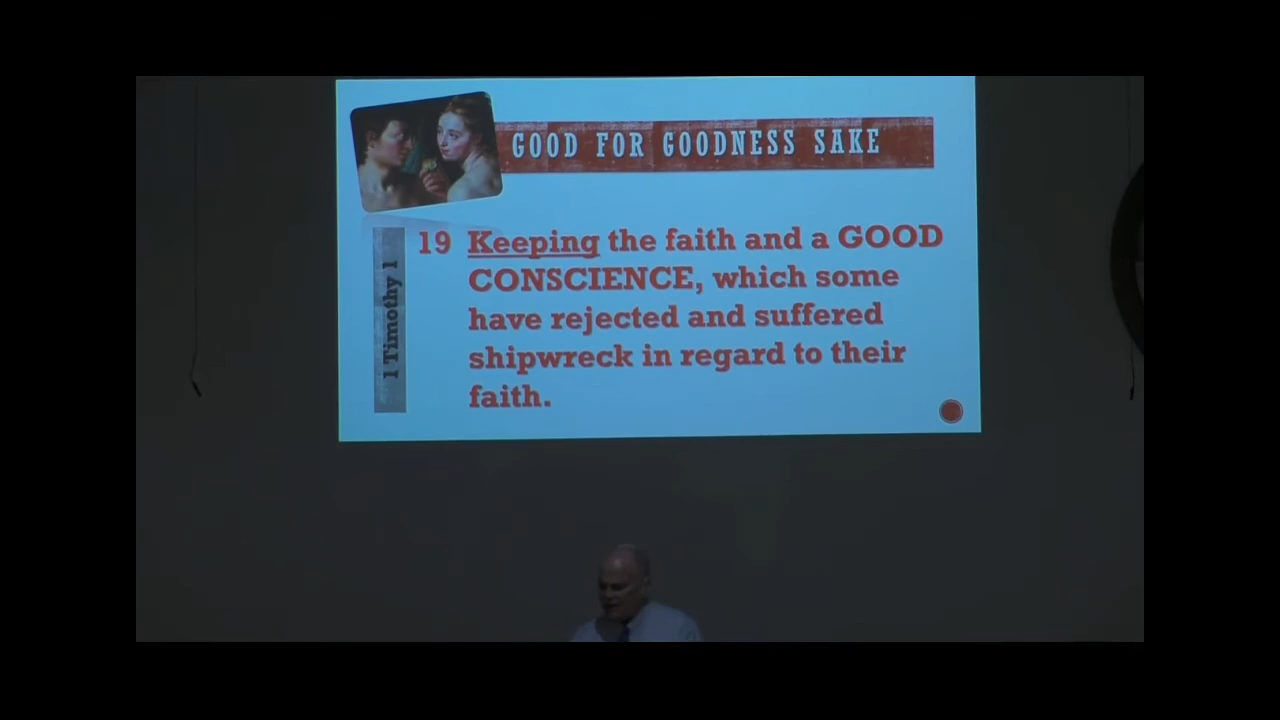 GOOD FOR GOODNESS SAKE
1 Timothy 1
19 Keeping the faith and a GOOD
CONSCIENCE, which some
have rejected and suffered
shipwreck in regard to their
faith.